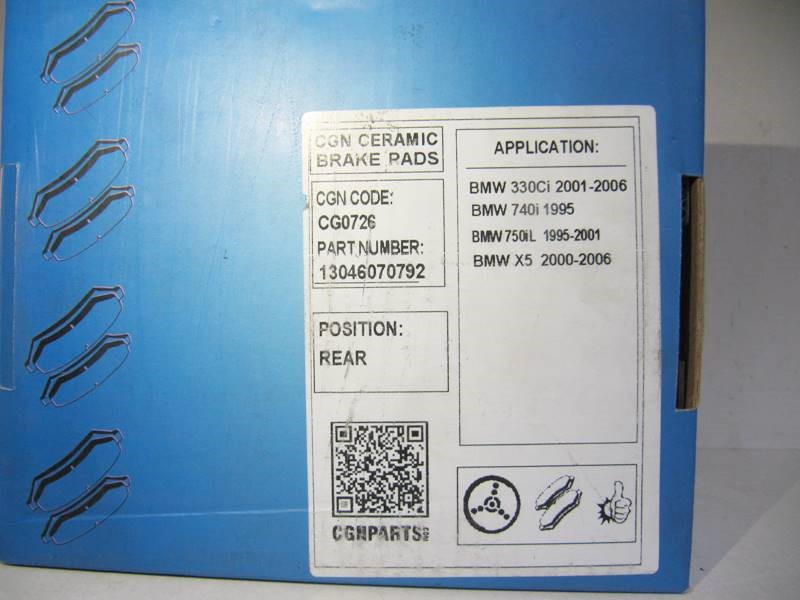 CGN CERAMIC
BRAKE PADS
CGN CODE:
CG0726
PART NUMBER:
13046070792
POSITION:
REAR
CGNPARTS
APPLICATION:
BMW 330Ci 2001-2006
BMW 740i 1995
BMW 750iL 1995-2001
BMW X5 2000-2006